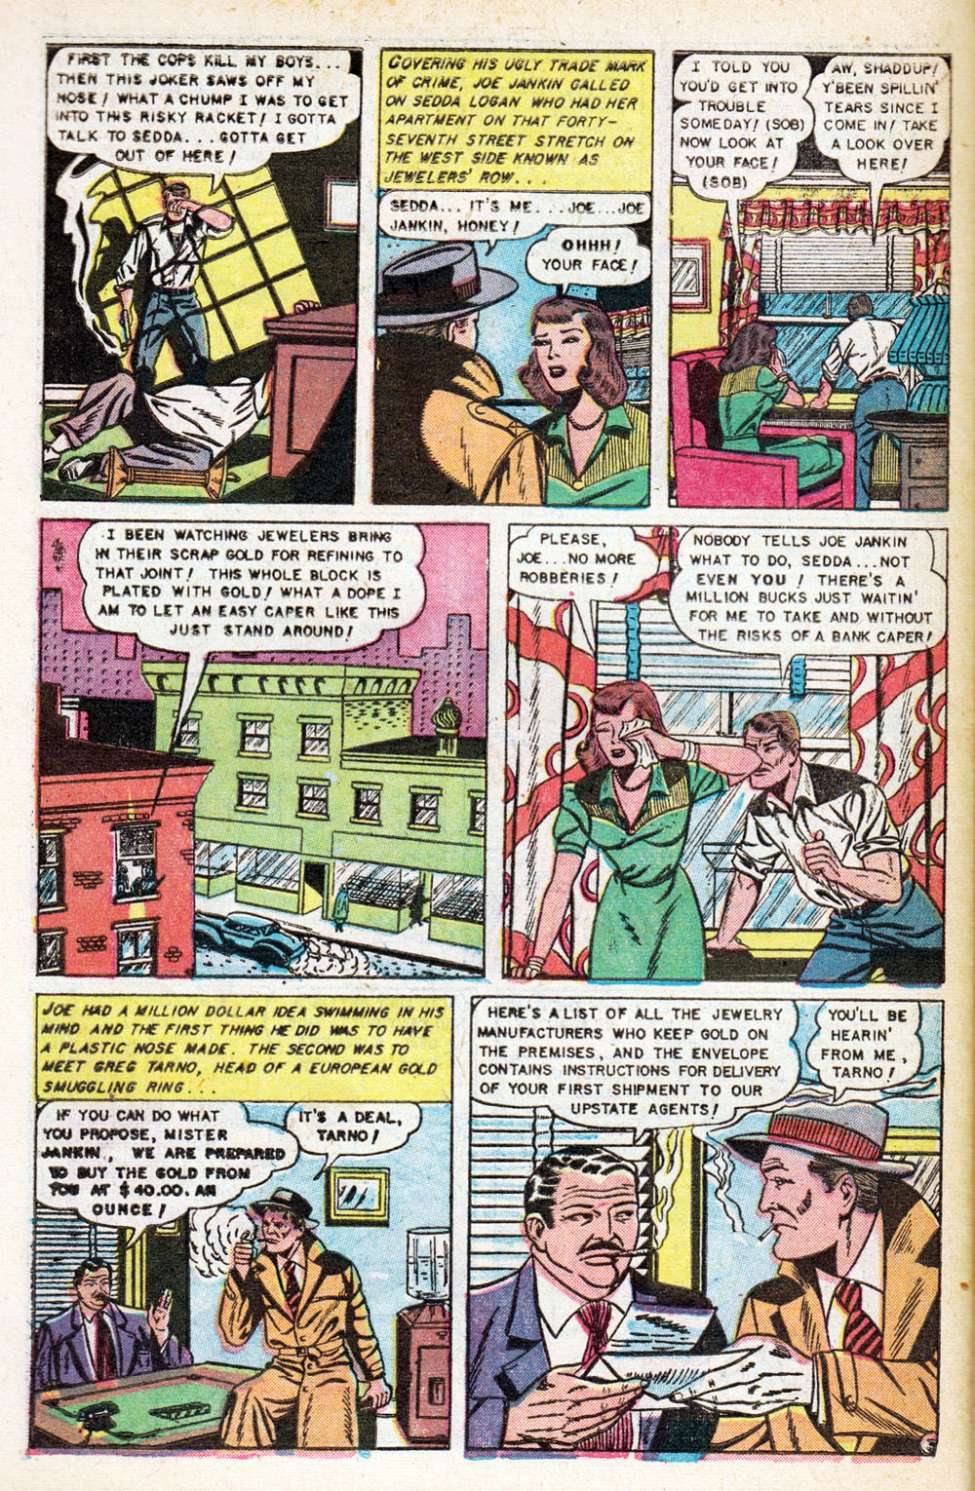 FIRST THE COPS KILL MY BOYS...
THEN THIS JOKER SAWS OFF MY
NOSE! WHAT A CHUMP I WAS TO GET
INTO THIS RISKY RACKET! I GOTTA
TALK TO SEDDA... GOTTA GET
OUT OF HERE!
COVERING HIS UGLY TRADE MARK
OF CRIME, JOE JANKIN CALLED
ON SEDDA LOGAN WHO HAD HER
APARTMENT ON THAT FORTY-
SEVENTH STREET STRETCH ON
THE WEST SIDE KNOWN AS
JEWELERS' ROW...
SEDDA... IT'S ME...JOE...JOE
JANKIN, HONEY!
OHHH!
YOUR FACE!
I TOLD YOU
YOU'D GET INTO
TROUBLE
SOMEDAY! (SOB)
NOW LOOK AT
YOUR FACE!
(SOB)
AW, SHADDUP!
Y'BEEN SPILLIN'
TEARS SINCE I
COME IN! TAKE
A LOOK OVER
HERE!
I BEEN WATCHING JEWELERS BRING
IN THEIR SCRAP GOLD FOR REFINING TO
THAT JOINT! THIS WHOLE BLOCK IS
PLATED WITH GOLD! WHAT A DOPE I
AM TO LET AN EASY CAPER LIKE THIS
JUST STAND AROUND!
PLEASE,
JOE...NO MORE
ROBBERIES!
NOBODY TELLS JOE JANKIN
WHAT TO DO, SEDDA...NOT
EVEN YOU! THERE'S A
MILLION BUCKS JUST WAITIN'
FOR ME TO TAKE AND WITHOUT
THE RISKS OF A BANK CAPER!
JOE HAD A MILLION DOLLAR IDEA SWIMMING IN HIS
MIND AND THE FIRST THING HE DID WAS TO HAVE
A PLASTIC NOSE MADE. THE SECOND WAS TO
MEET GREG TARNO, HEAD OF A EUROPEAN GOLD
SMUGGLING RING...
IF YOU CAN DO WHAT
YOU PROPOSE, MISTER
JANKIN, WE ARE PREPARED
TO BUY THE GOLD FROM
YOU AT $40.00. AN
OUNCE!
IT'S A DEAL,
TARNO!
HERE'S A LIST OF ALL THE JEWELRY
MANUFACTURERS WHO KEEP GOLD ON
THE PREMISES, AND THE ENVELOPE
CONTAINS INSTRUCTIONS FOR DELIVERY
OF YOUR FIRST SHIPMENT TO OUR
UPSTATE AGENTS!
YOU'LL BE
HEARIN'
FROM ME,
TARNO!